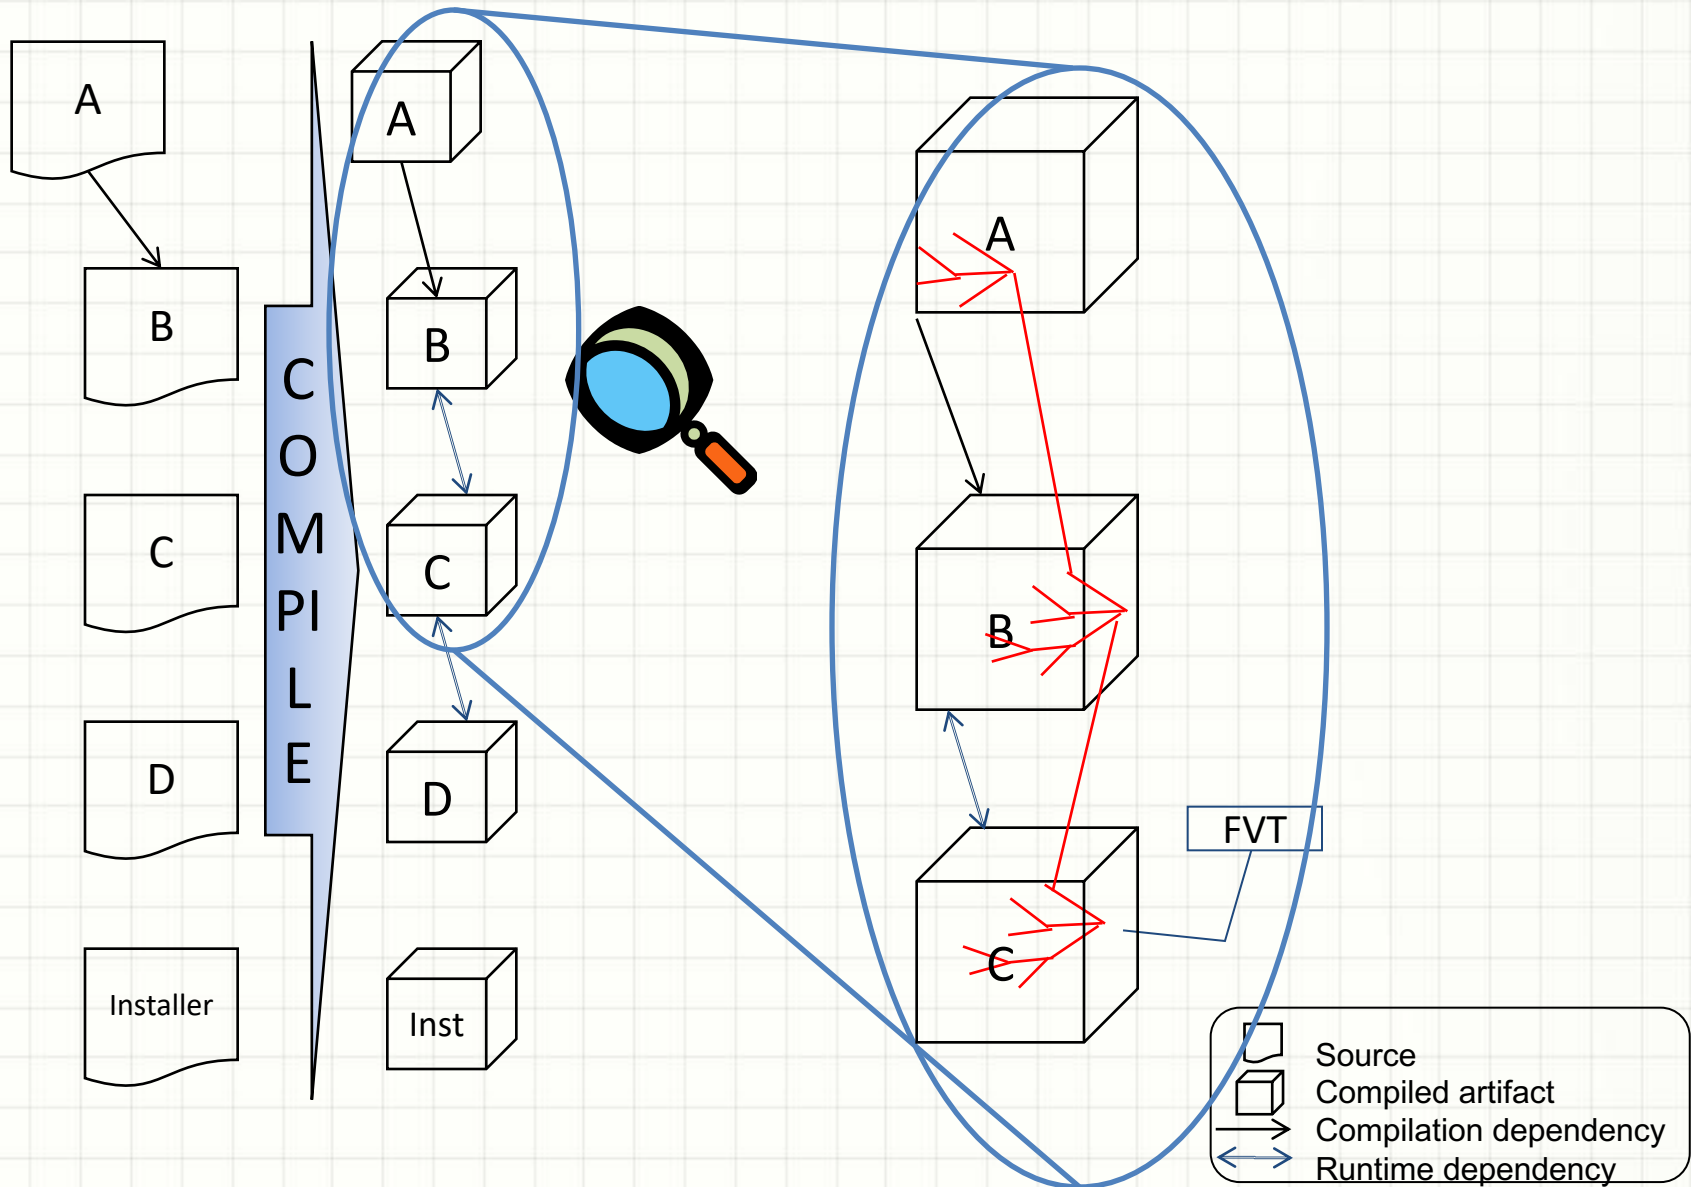 A
B
C
D
Installer
C
O
M
PI
L
E
A
B
C
D
Inst
A
B
C
FVT
Source
Compiled artifact
Compilation dependency
Runtime dependency